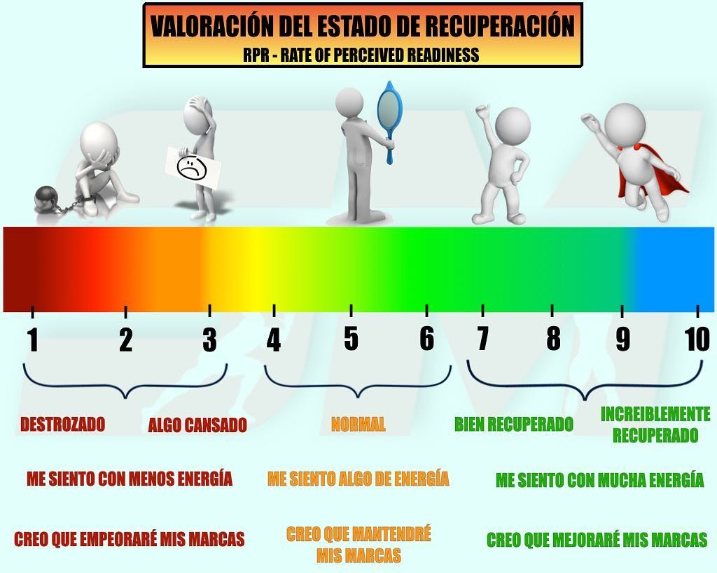 VALORACIÓN DEL ESTADO DE RECUPERACIÓN
RPR - RATE OF PERCEIVED READINESS
1 2 3 4 5 6 7 8 9 10
DESTROZADO ALGO CANSADO NORMAL BIEN RECUPERADO INCREIBLEMENTE
RECUPERADO
ME SIENTO CON MENOS ENERGÍA ME SIENTO ALGO DE ENERGÍA ME SIENTO CON MUCHA ENERGÍA
CREO QUE EMPEORARÉ MIS MARCAS CREO QUE MANTENDRÉ
MIS MARCAS
CREO QUE MEJORARÉ MIS MARCAS